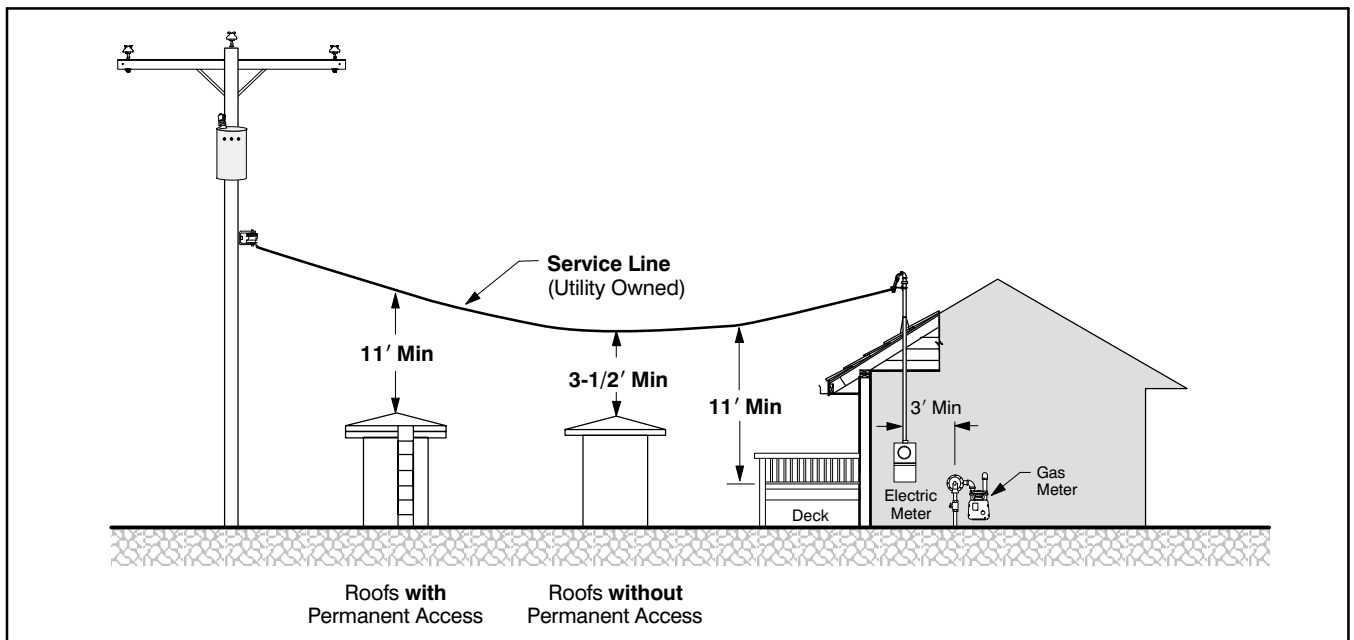 Service Line
(Utility Owned)
11′ Min
3-1/2′ Min
11′ Min
3′ Min
Gas
Meter
Electric
Meter
Deck
Roofs with
Permanent Access
Roofs without
Permanent Access